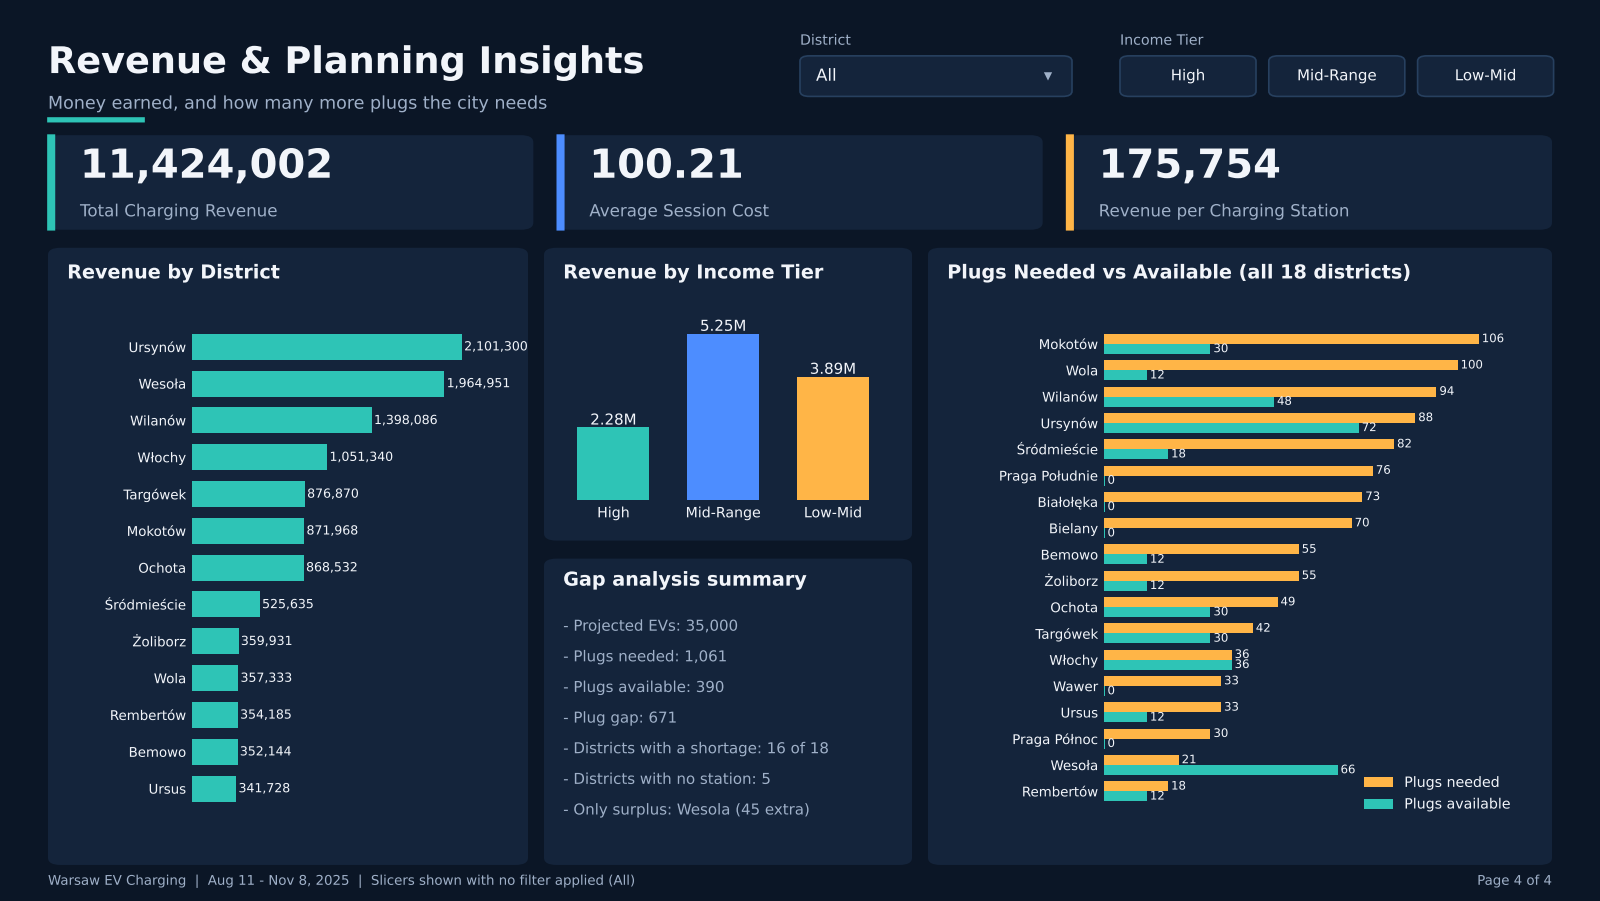 Revenue & Planning Insights
Money earned, and how many more plugs the city needs
District
All
Income Tier
High
Mid-Range
Low-Mid
11,424,002
Total Charging Revenue
100.21
Average Session Cost
175,754
Revenue per Charging Station
Revenue by District
Ursynów 2,101,300
Wesoła 1,964,951
Wilanów 1,398,086
Włochy 1,051,340
Targówek 876,870
Mokotów 871,968
Ochota 868,532
Śródmieście 525,635
Żoliborz 359,931
Wola 357,333
Rembertów 354,185
Bemowo 352,144
Ursus 341,728
Revenue by Income Tier
2.28M
5.25M
3.89M
High
Mid-Range
Low-Mid
Gap analysis summary
- Projected EVs: 35,000
- Plugs needed: 1,061
- Plugs available: 390
- Plug gap: 671
- Districts with a shortage: 16 of 18
- Districts with no station: 5
- Only surplus: Wesola (45 extra)
Plugs Needed vs Available (all 18 districts)
Mokotów 106
30
Wola 100
12
Wilanów 94
48
Ursynów 88
72
Śródmieście 82
18
Praga Południe 76
0
Białołęka 73
0
Bielany 70
0
Bemowo 55
12
Żoliborz 55
12
Ochota 49
30
Targówek 42
30
Włochy 36
36
Wawer 33
0
Ursus 33
12
Praga Północ 30
0
Wesoła 21
66
Rembertów 18
12
Plugs needed
Plugs available
Warsaw EV Charging | Aug 11 - Nov 8, 2025 | Slicers shown with no filter applied (All)
Page 4 of 4